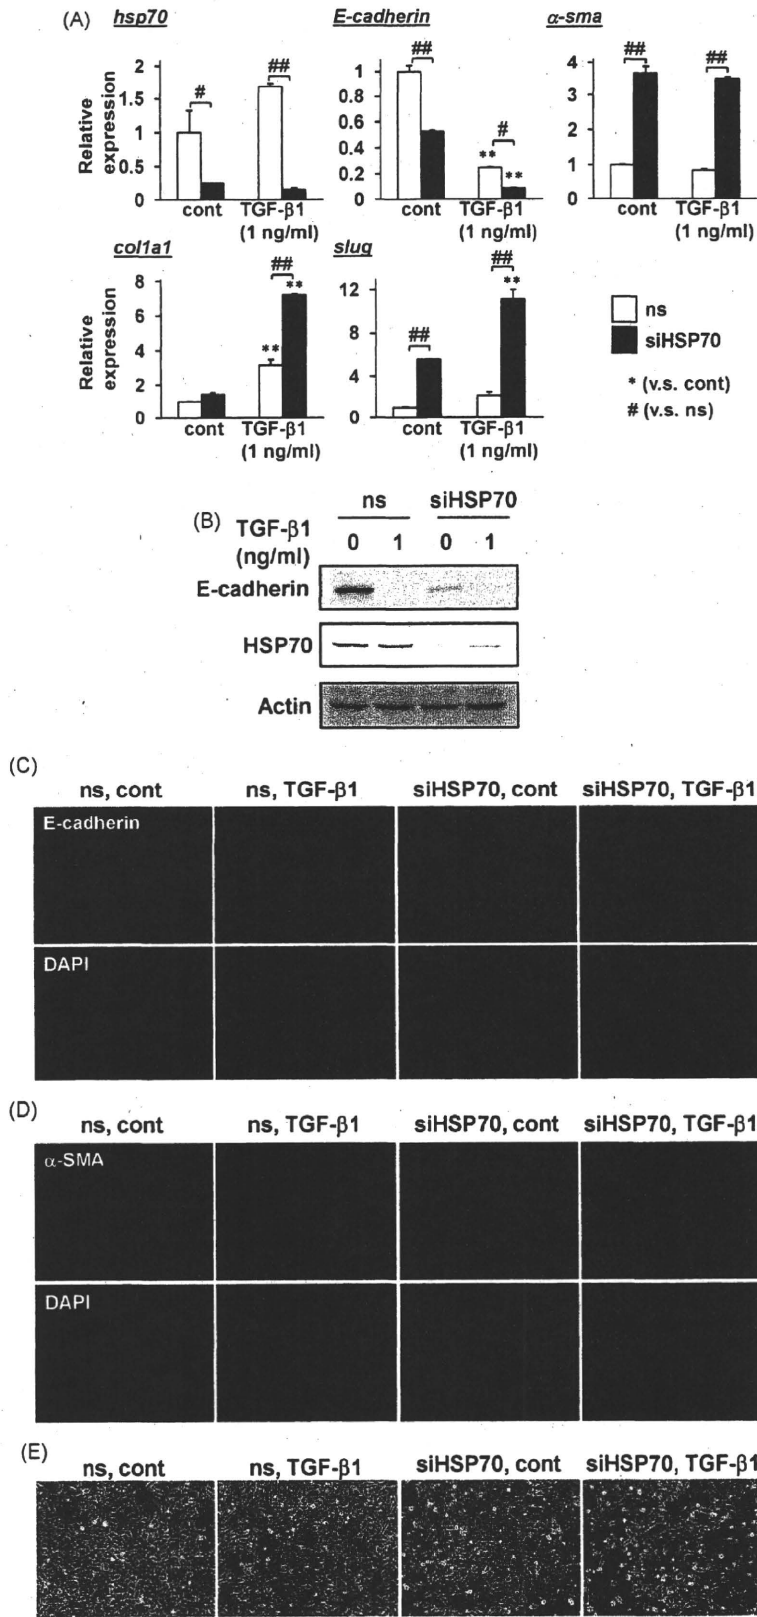 (A) hsp70 E-cadherin α-sma
Relative expression
2
1.5
1
0.5
0
# ##
cont TGF-β1
(1 ng/ml)
1
0.8
0.6
0.4
0.2
0
## #
** **
cont TGF-β1
(1 ng/ml)
4
3
2
1
0
## ##
cont TGF-β1
(1 ng/ml)
col1a1 slug
Relative expression
8
6
4
2
0
##
** **
cont TGF-β1
(1 ng/ml)
12
8
4
0
## ##
**
cont TGF-β1
(1 ng/ml)
ns
siHSP70
* (v.s. cont)
# (v.s. ns)
(B) ns siHSP70
TGF-β1 0 1 0 1
(ng/ml)
E-cadherin
HSP70
Actin
(C)
ns, cont ns, TGF-β1 siHSP70, cont siHSP70, TGF-β1
E-cadherin
DAPI
(D)
ns, cont ns, TGF-β1 siHSP70, cont siHSP70, TGF-β1
α-SMA
DAPI
(E)
ns, cont ns, TGF-β1 siHSP70, cont siHSP70, TGF-β1